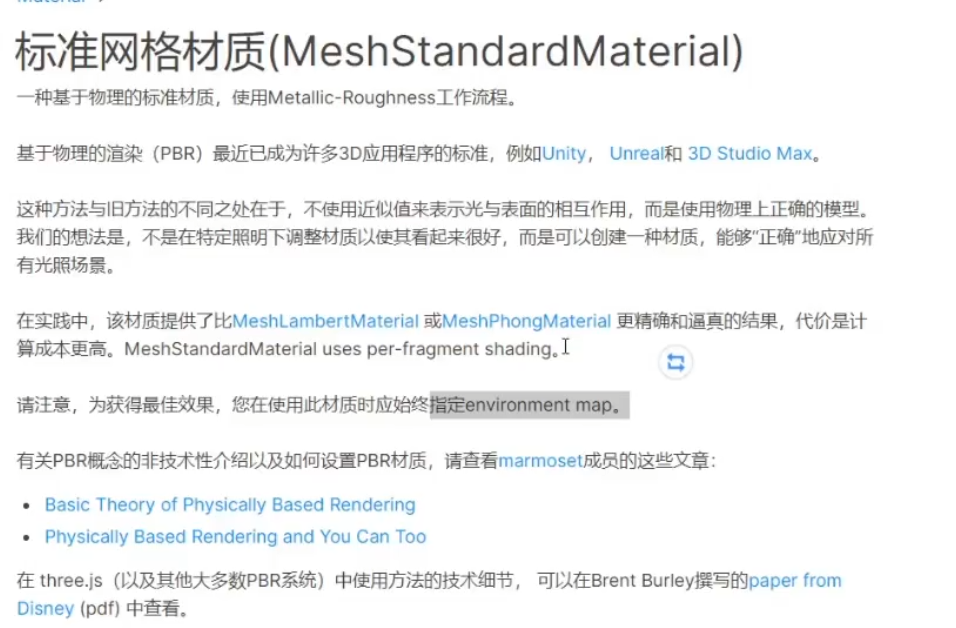 Material
标准网格材质(MeshStandardMaterial)
一种基于物理的标准材质，使用Metallic-Roughness工作流程。
基于物理的渲染（PBR）最近已成为许多3D应用程序的标准，例如Unity， Unreal和 3D Studio Max。
这种方法与旧方法的不同之处在于，不使用近似值来表示光与表面的相互作用，而是使用物理上正确的模型。
我们的想法是，不是在特定照明下调整材质以使其看起来很好，而是可以创建一种材质，能够“正确”地应对所
有光照场景。
在实践中，该材质提供了比MeshLambertMaterial 或MeshPhongMaterial 更精确和逼真的结果，代价是计
算成本更高。MeshStandardMaterial uses per-fragment shading。
请注意，为获得最佳效果，您在使用此材质时应始终指定environment map。
有关PBR概念的非技术性介绍以及如何设置PBR材质，请查看marmoset成员的这些文章：
• Basic Theory of Physically Based Rendering
• Physically Based Rendering and You Can Too
在 three.js（以及其他大多数PBR系统）中使用方法的技术细节， 可以在Brent Burley撰写的paper from
Disney (pdf) 中查看。